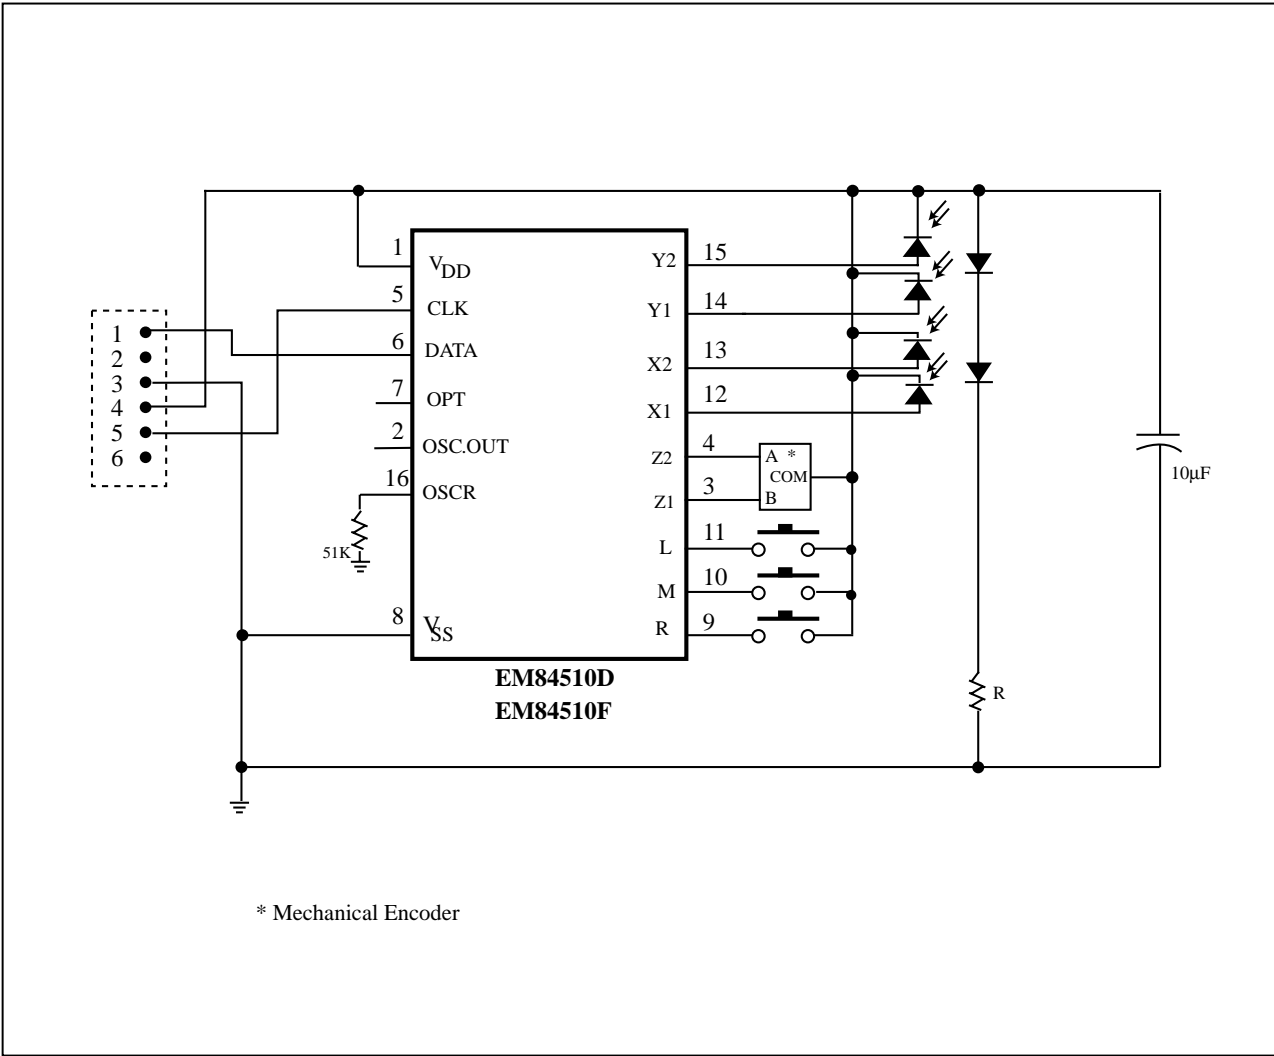 1
2
3
4
5
6
1 VDD
5 CLK
6 DATA
7 OPT
2 OSC.OUT
16 OSCR
51K
8 VSS
Y2 15
Y1 14
X2 13
X1 12
Z2 4
Z1 3
L 11
M 10
R 9
A *
COM
B
R
10µF
EM84510D
EM84510F
* Mechanical Encoder